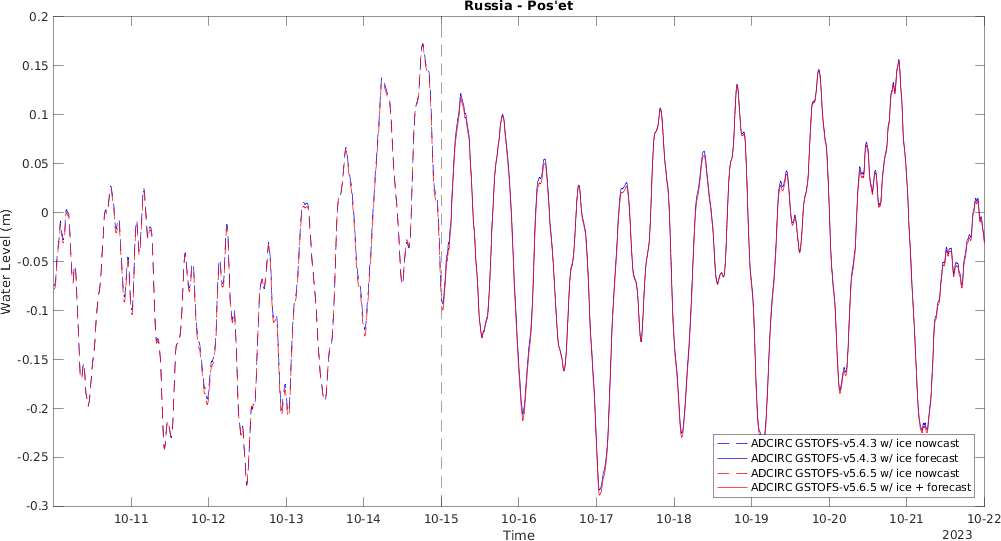 Russia - Pos'et
Water Level (m)
0.2
0.15
0.1
0.05
0
-0.05
-0.1
-0.15
-0.2
-0.25
-0.3
ADCIRC GSTOFS-v5.4.3 w/ ice nowcast
ADCIRC GSTOFS-v5.4.3 w/ ice forecast
ADCIRC GSTOFS-v5.6.5 w/ ice nowcast
ADCIRC GSTOFS-v5.6.5 w/ ice + forecast
10-11 10-12 10-13 10-14 10-15 10-16 10-17 10-18 10-19 10-20 10-21 10-22
Time
2023